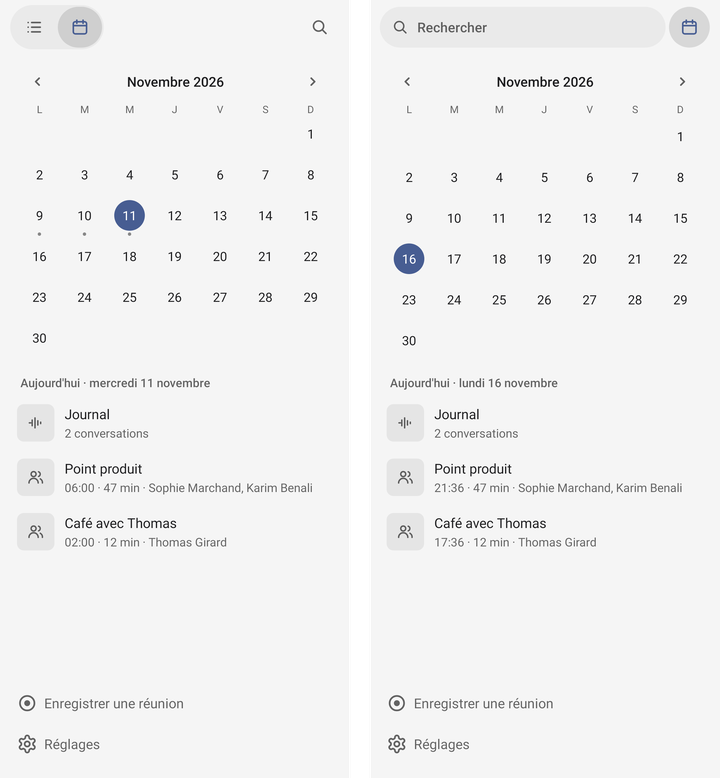 Novembre 2026
L M M J V S D
1
2 3 4 5 6 7 8
9 10 11 12 13 14 15
16 17 18 19 20 21 22
23 24 25 26 27 28 29
30
Aujourd'hui · mercredi 11 novembre
Journal
2 conversations
Point produit
06:00 · 47 min · Sophie Marchand, Karim Benali
Café avec Thomas
02:00 · 12 min · Thomas Girard
Enregistrer une réunion
Réglages
Rechercher
Novembre 2026
L M M J V S D
1
2 3 4 5 6 7 8
9 10 11 12 13 14 15
16 17 18 19 20 21 22
23 24 25 26 27 28 29
30
Aujourd'hui · lundi 16 novembre
Journal
2 conversations
Point produit
21:36 · 47 min · Sophie Marchand, Karim Benali
Café avec Thomas
17:36 · 12 min · Thomas Girard
Enregistrer une réunion
Réglages